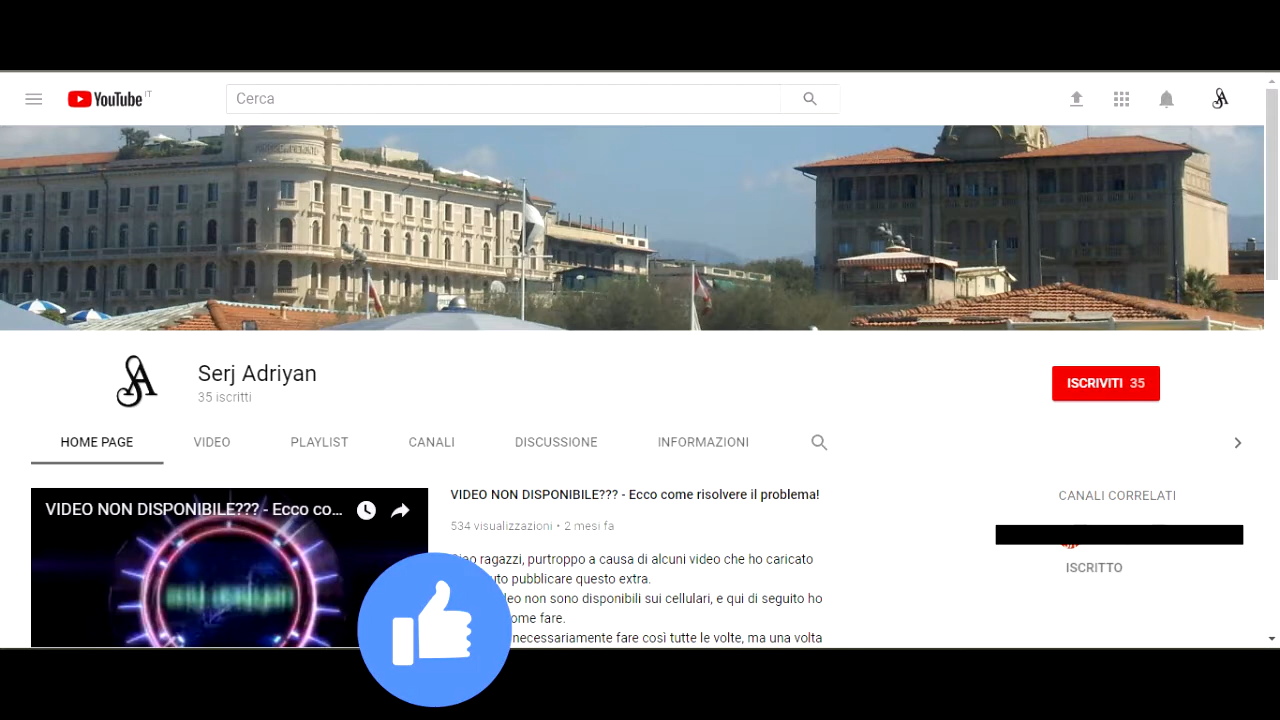 YouTube IT
Cerca
Serj Adriyan
35 iscritti
ISCRIVITI 35
HOME PAGE
VIDEO
PLAYLIST
CANALI
DISCUSSIONE
INFORMAZIONI
VIDEO NON DISPONIBILE??? - Ecco co...
VIDEO NON DISPONIBILE??? - Ecco come risolvere il problema!
534 visualizzazioni • 2 mesi fa
ragazzi, purtroppo a causa di alcuni video che ho caricato
pubblicare questo extra.
non sono disponibili sui cellulari, e qui di seguito ho
ome fare.
necessariamente fare così tutte le volte, ma una volta
CANALI CORRELATI
ISCRITTO